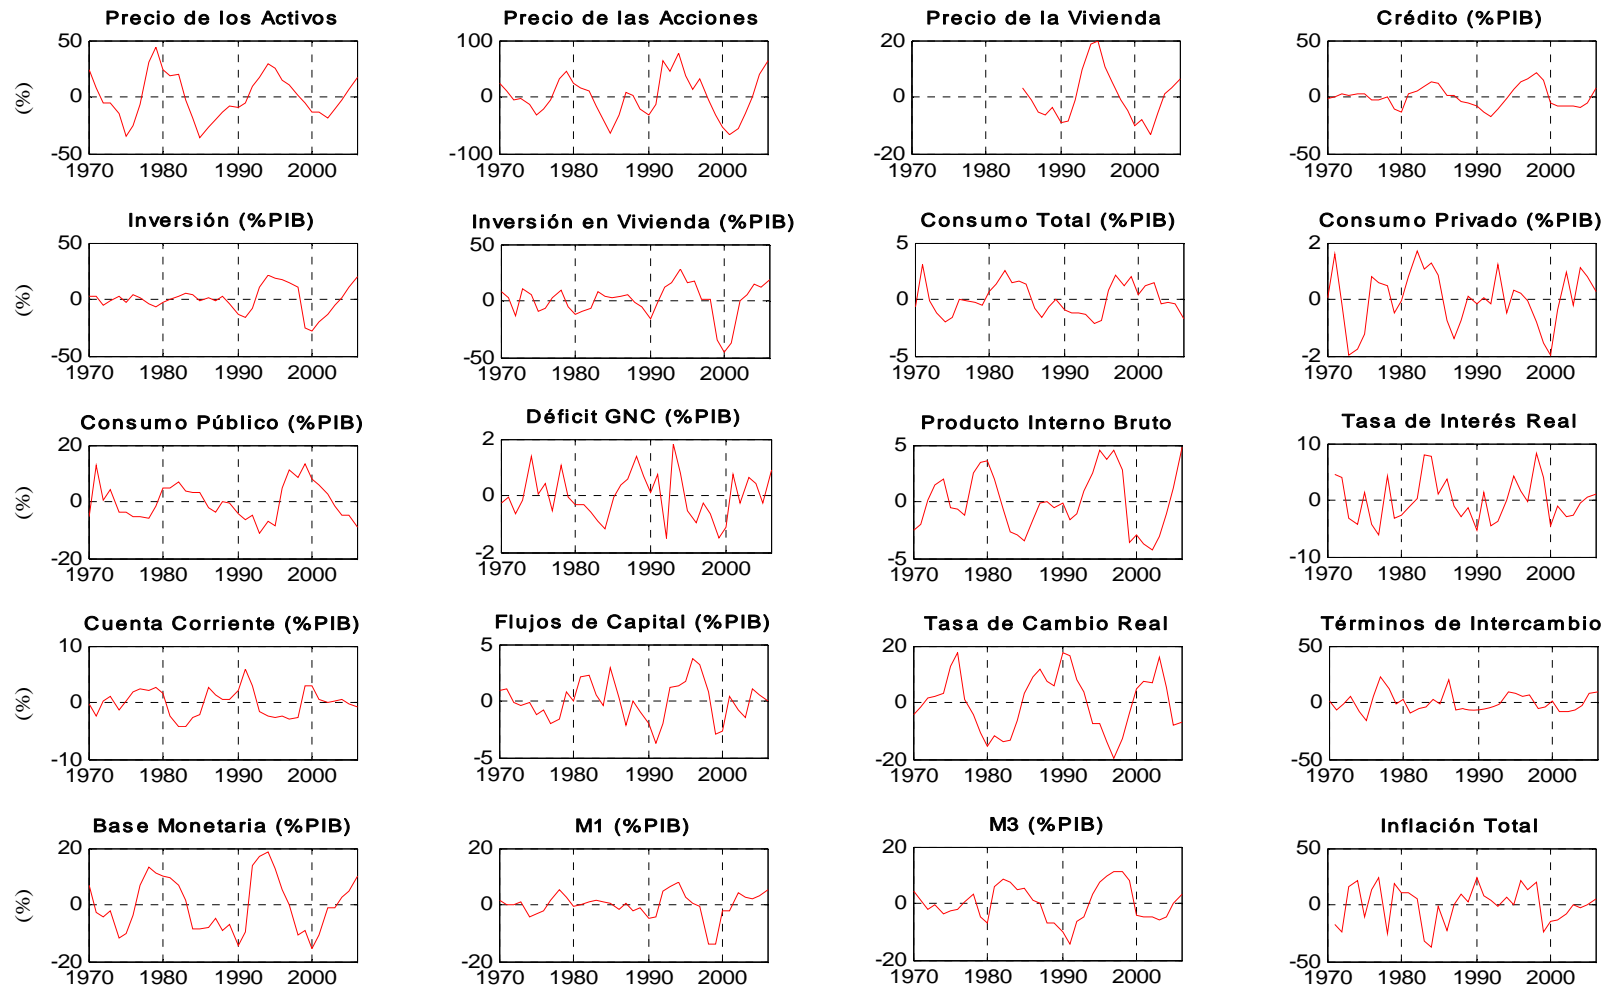 Precio de los Activos
50
0
-50
(%)
1970 1980 1990 2000
Precio de las Acciones
100
0
-100
1970 1980 1990 2000
Precio de la Vivienda
20
0
-20
1970 1980 1990 2000
Crédito (%PIB)
50
0
-50
1970 1980 1990 2000
Inversión (%PIB)
50
0
-50
(%)
1970 1980 1990 2000
Inversión en Vivienda (%PIB)
50
0
-50
1970 1980 1990 2000
Consumo Total (%PIB)
5
0
-5
1970 1980 1990 2000
Consumo Privado (%PIB)
2
0
-2
1970 1980 1990 2000
Consumo Público (%PIB)
20
0
-20
(%)
1970 1980 1990 2000
Déficit GNC (%PIB)
2
0
-2
1970 1980 1990 2000
Producto Interno Bruto
5
0
-5
1970 1980 1990 2000
Tasa de Interés Real
10
0
-10
1970 1980 1990 2000
Cuenta Corriente (%PIB)
10
0
-10
(%)
1970 1980 1990 2000
Flujos de Capital (%PIB)
5
0
-5
1970 1980 1990 2000
Tasa de Cambio Real
20
0
-20
1970 1980 1990 2000
Términos de Intercambio
50
0
-50
1970 1980 1990 2000
Base Monetaria (%PIB)
20
0
-20
(%)
1970 1980 1990 2000
M1 (%PIB)
20
0
-20
1970 1980 1990 2000
M3 (%PIB)
20
0
-20
1970 1980 1990 2000
Inflación Total
50
0
-50
1970 1980 1990 2000